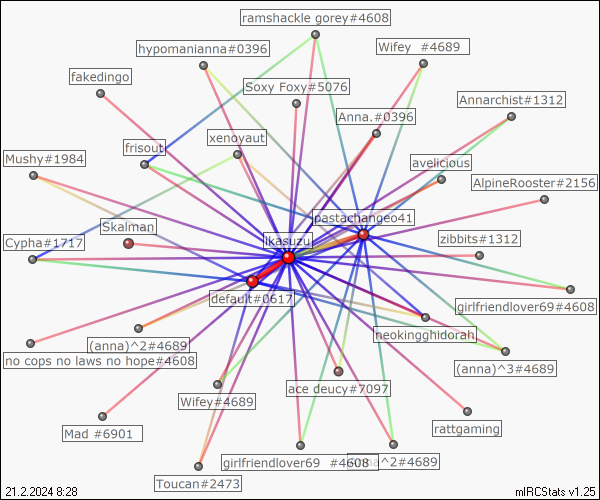 ramshackle gorey#4608
hypomanianna#0396
Wifey #4689
fakedingo
Soxy Foxy#5076
Annarchist#1312
Anna.#0396
xenoyaut
frisout
Mushy#1984
avelicious
AlpineRooster#2156
pastachangeo41
Skalman
Cypha#1717
ikasuzu
zibbits#1312
default#0617
girlfriendlover69#4608
neokingghidorah
(anna)^2#4689
no cops no laws no hope#4608
(anna)^3#4689
ace deucy#7097
Wifey#4689
Mad #6901
rattgaming
girlfriendlover69 #4608
^2#4689
Toucan#2473
21.2.2024 8:28
mIRCStats v1.25